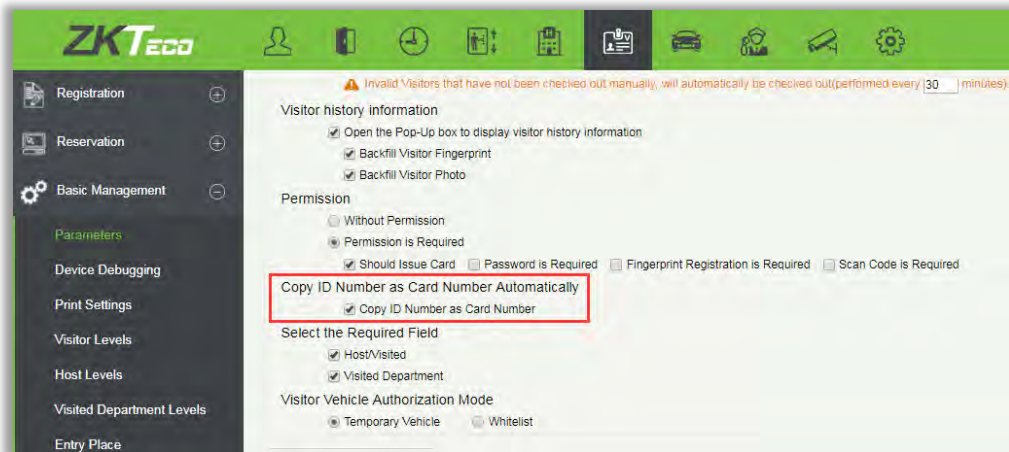 ZKTeco
Invalid Visitors that have not been checked out manually, will automatically be checked out(performed every 30 minutes)
Registration
Visitor history information
Open the Pop-Up box to display visitor history information
Reservation
Backfill Visitor Fingerprint
Backfill Visitor Photo
Basic Management
Permission
Without Permission
Parameters
Permission is Required
Should Issue Card Password is Required Fingerprint Registration is Required Scan Code is Required
Device Debugging
Copy ID Number as Card Number Automatically
Print Settings
Copy ID Number as Card Number
Select the Required Field
Visitor Levels
Host/Visited
Host Levels
Visited Department
Visitor Vehicle Authorization Mode
Visited Department Levels
Temporary Vehicle Whitelist
Entry Place